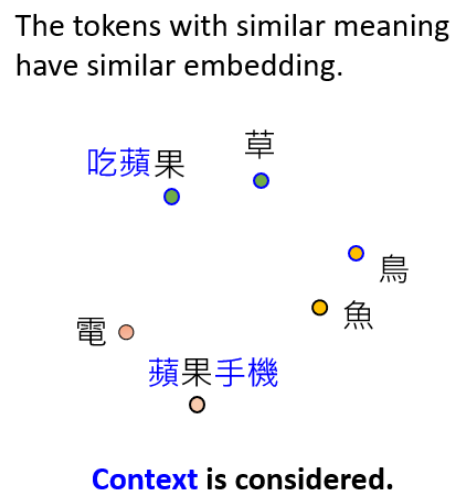 The tokens with similar meaning
have similar embedding.
草
吃蘋果
鳥
魚
電
蘋果手機
Context is considered.